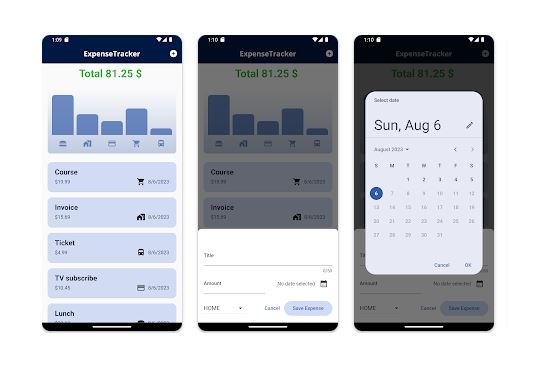 1:09
ExpenseTracker
Total 81.25 $
Course
$19.99 8/6/2023
Invoice
$15.69 8/6/2023
Ticket
$4.99 8/6/2023
TV subscribe
$10.45 8/6/2023
Lunch
1:10
ExpenseTracker
Total 81.25 $
Course
$19.99 8/6/2023
Invoice
$15.69 8/6/2023
Title
0/50
Amount No date selected
HOME Cancel Save Expense
1:10
ExpenseTracker
Select date
Sun, Aug 6
August 2023
S M T W T F S
1 2 3 4 5
6 7 8 9 10 11 12
13 14 15 16 17 18 19
20 21 22 23 24 25 26
27 28 29 30 31
Cancel OK
Cancel Save Expense